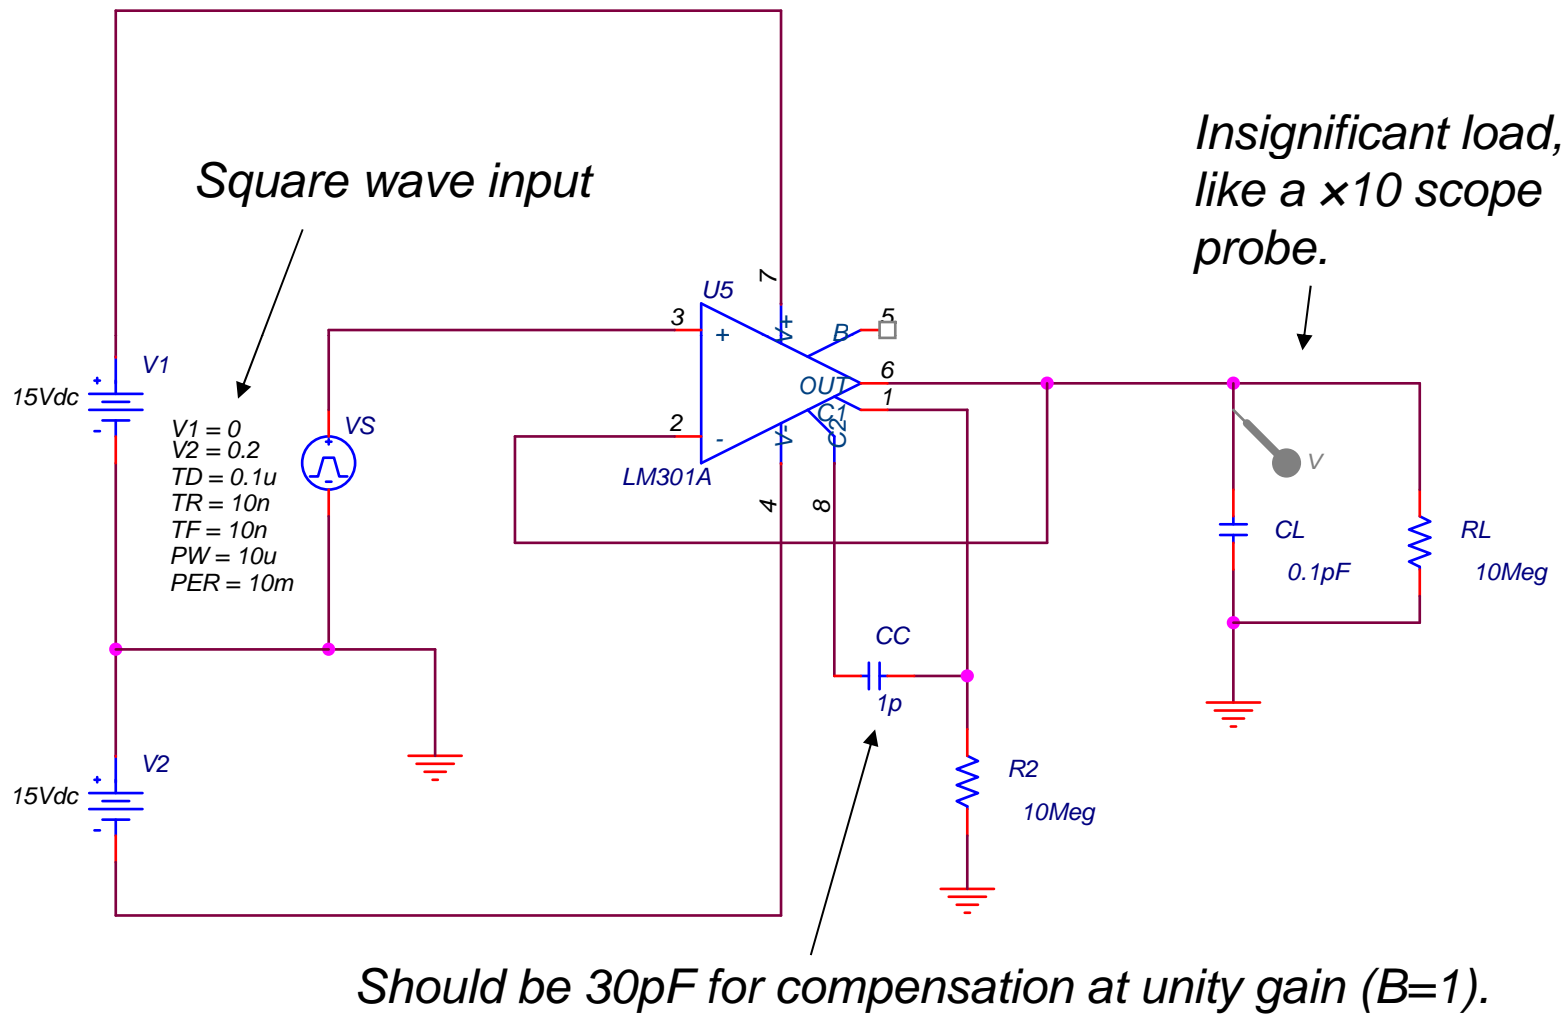 Insignificant load,
like a ×10 scope
probe.
Square wave input
7
U5
3
+
V+
B
5
V1
+
15Vdc
-
OUT
6
C1
1
C2
V-
2
-
LM301A
4
8
V1 = 0
V2 = 0.2
TD = 0.1u
TR = 10n
TF = 10n
PW = 10u
PER = 10m
VS
+
-
V
CL
0.1pF
RL
10Meg
CC
1p
R2
10Meg
V2
+
15Vdc
-
Should be 30pF for compensation at unity gain (B=1).